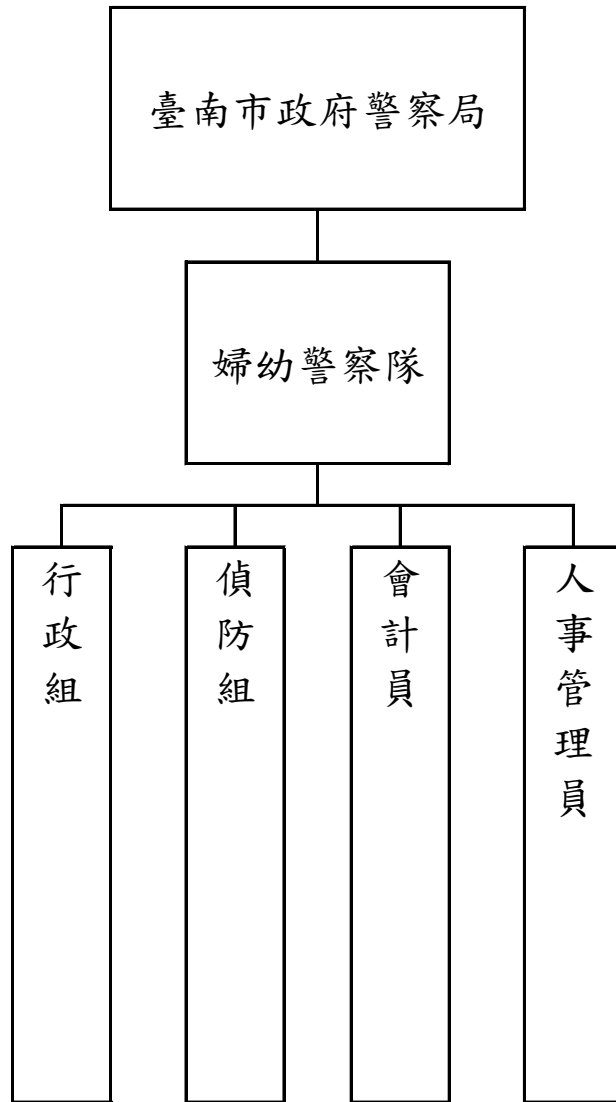 臺南市政府警察局
婦幼警察隊
行政組
偵防組
會計員
人事管理員